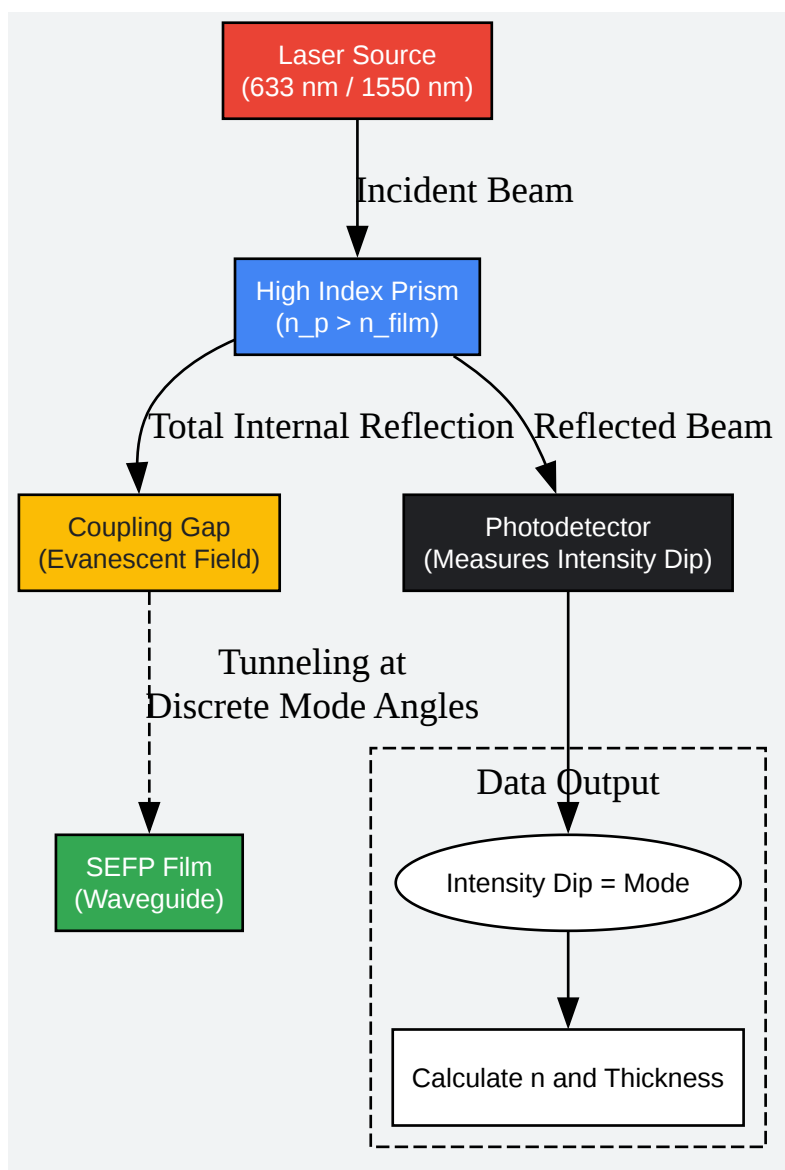 Laser Source
(633 nm / 1550 nm)
Incident Beam
High Index Prism
(n_p > n_film)
Total Internal Reflection
Reflected Beam
Coupling Gap
(Evanescent Field)
Photodetector
(Measures Intensity Dip)
Tunneling at
Discrete Mode Angles
Data Output
SEFP Film
(Waveguide)
Intensity Dip = Mode
Calculate n and Thickness